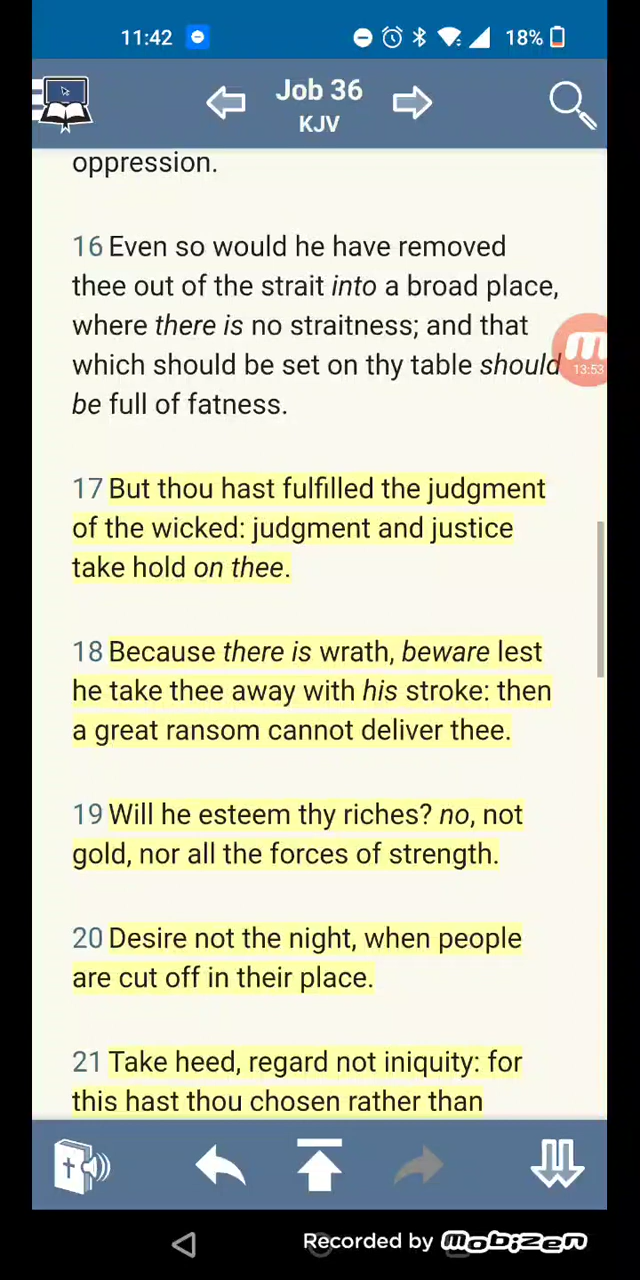 11:42
18%
Job 36
KJV
oppression.
16 Even so would he have removed
thee out of the strait into a broad place,
where there is no straitness; and that
which should be set on thy table should
be full of fatness.
13:53
17 But thou hast fulfilled the judgment
of the wicked: judgment and justice
take hold on thee.
18 Because there is wrath, beware lest
he take thee away with his stroke: then
a great ransom cannot deliver thee.
19 Will he esteem thy riches? no, not
gold, nor all the forces of strength.
20 Desire not the night, when people
are cut off in their place.
21 Take heed, regard not iniquity: for
this hast thou chosen rather than
Recorded by mobizen